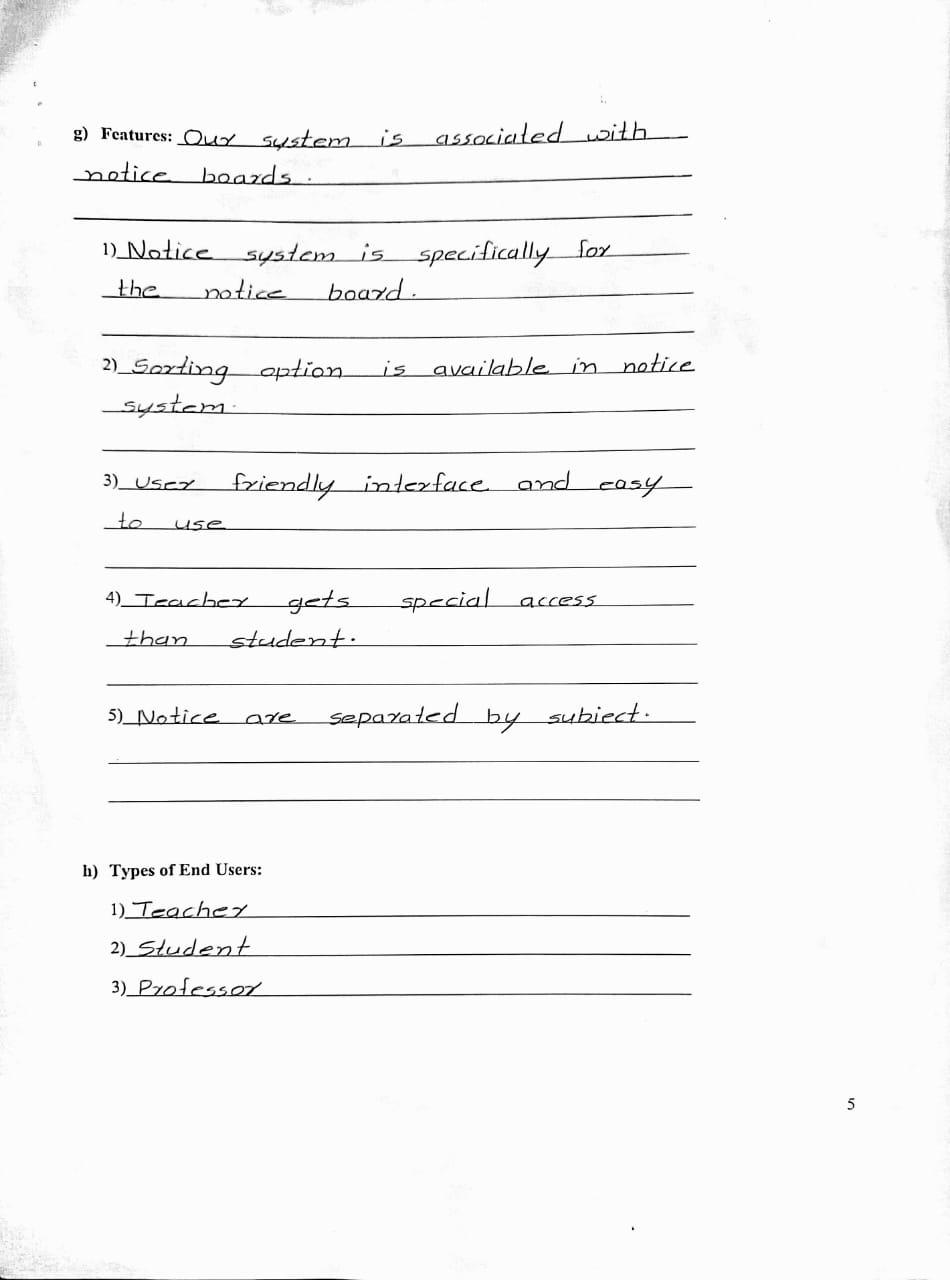 g) Features: Our system is associated with
notice boards.
1) Notice system is specifically for
the notice board.
2) Sorting option is available in notice
system.
3) User friendly interface and easy
to use
4) Teacher gets special access
than student.
5) Notice are separated by subject.
h) Types of End Users:
1) Teacher
2) Student
3) Professor
5